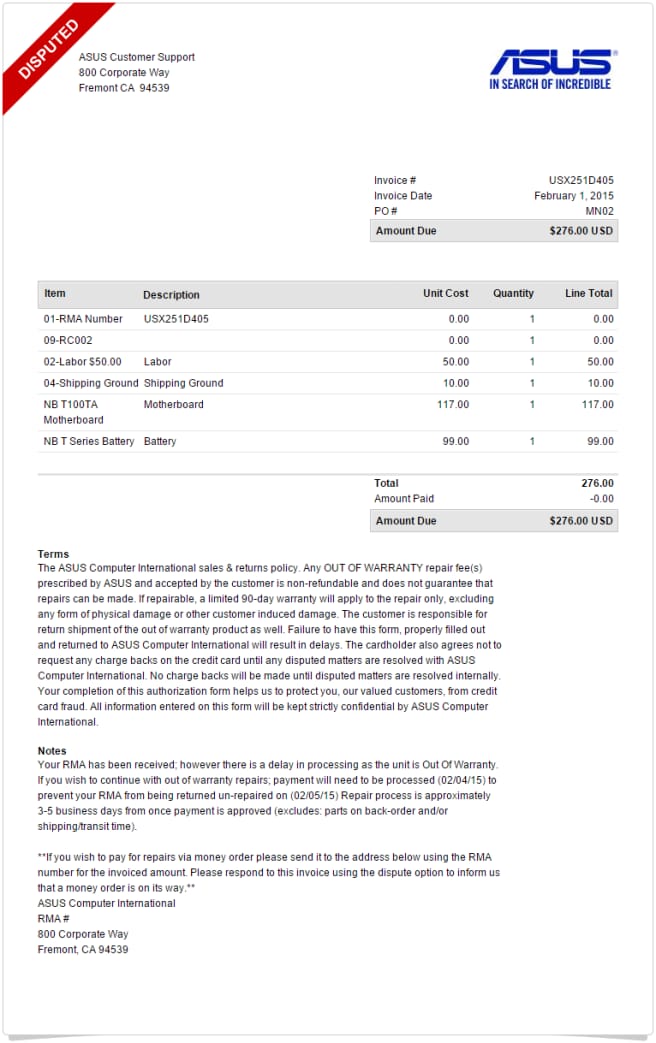 DISPUTED
ASUS Customer Support
800 Corporate Way
Fremont CA  94539
ASUS®
IN SEARCH OF INCREDIBLE
Invoice # USX251D405
Invoice Date February 1, 2015
PO # MN02
Amount Due $276.00 USD
Item Description Unit Cost Quantity Line Total
01-RMA Number USX251D405 0.00 1 0.00
09-RC002 0.00 1 0.00
02-Labor $50.00 Labor 50.00 1 50.00
04-Shipping Ground Shipping Ground 10.00 1 10.00
NB T100TA Motherboard 117.00 1 117.00
Motherboard
NB T Series Battery Battery 99.00 1 99.00
Total 276.00
Amount Paid -0.00
Amount Due $276.00 USD
Terms
The ASUS Computer International sales & returns policy. Any OUT OF WARRANTY repair fee(s)
prescribed by ASUS and accepted by the customer is non-refundable and does not guarantee that
repairs can be made. If repairable, a limited 90-day warranty will apply to the repair only, excluding
any form of physical damage or other customer induced damage. The customer is responsible for
return shipment of the out of warranty product as well. Failure to have this form, properly filled out
and returned to ASUS Computer International will result in delays. The cardholder also agrees not to
request any charge backs on the credit card until any disputed matters are resolved with ASUS
Computer International. No charge backs will be made until disputed matters are resolved internally.
Your completion of this authorization form helps us to protect you, our valued customers, from credit
card fraud. All information entered on this form will be kept strictly confidential by ASUS Computer
International.
Notes
Your RMA has been received; however there is a delay in processing as the unit is Out Of Warranty.
If you wish to continue with out of warranty repairs; payment will need to be processed (02/04/15) to
prevent your RMA from being returned un-repaired on (02/05/15) Repair process is approximately
3-5 business days from once payment is approved (excludes: parts on back-order and/or
shipping/transit time).
**If you wish to pay for repairs via money order please send it to the address below using the RMA
number for the invoiced amount. Please respond to this invoice using the dispute option to inform us
that a money order is on its way.**
ASUS Computer International
RMA #
800 Corporate Way
Fremont, CA 94539